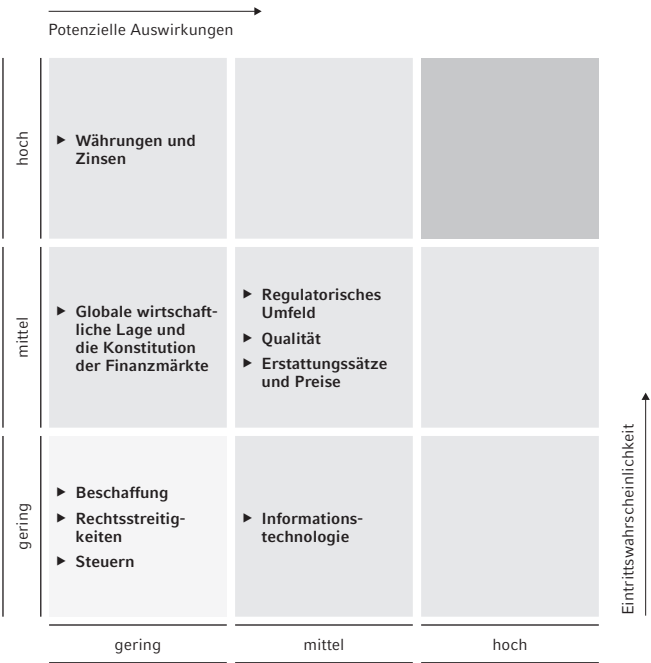 Potenzielle Auswirkungen
hoch
▶ Währungen und
Zinsen
mittel
▶ Globale wirtschaft-
liche Lage und
die Konstitution
der Finanzmärkte
▶ Regulatorisches
Umfeld
▶ Qualität
▶ Erstattungssätze
und Preise
gering
▶ Beschaffung
▶ Rechtsstreitig-
keiten
▶ Steuern
▶ Informations-
technologie
Eintrittswahrscheinlichkeit
gering
mittel
hoch